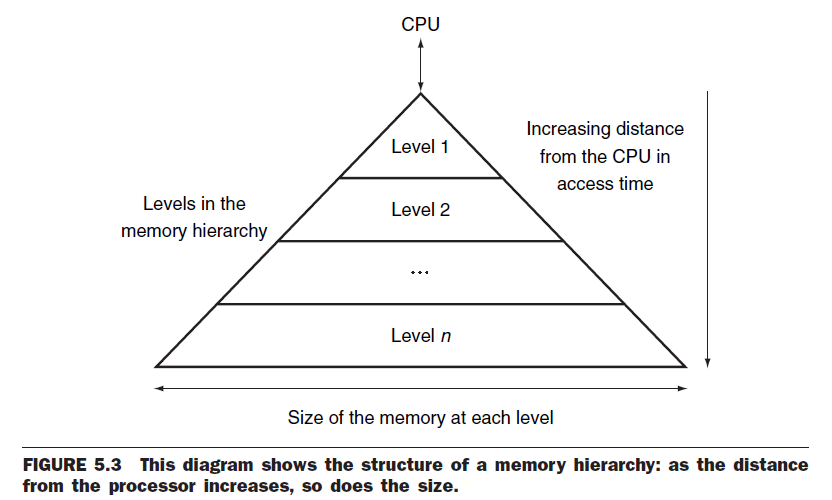 CPU
Level 1
Increasing distance
from the CPU in
access time
Levels in the
memory hierarchy
Level 2
...
Level n
Size of the memory at each level
FIGURE 5.3 This diagram shows the structure of a memory hierarchy: as the distance
from the processor increases, so does the size.